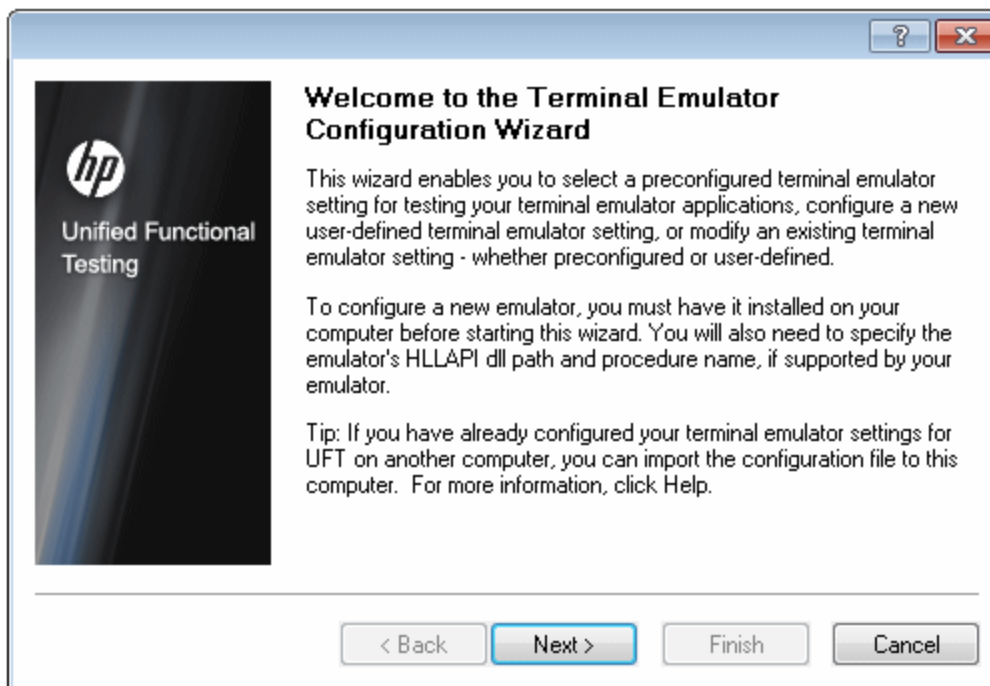 ?
X
Welcome to the Terminal Emulator
Configuration Wizard
hp
Unified Functional
Testing
This wizard enables you to select a preconfigured terminal emulator
setting for testing your terminal emulator applications, configure a new
user-defined terminal emulator setting, or modify an existing terminal
emulator setting - whether preconfigured or user-defined.
To configure a new emulator, you must have it installed on your
computer before starting this wizard. You will also need to specify the
emulator's HLLAPI dll path and procedure name, if supported by your
emulator.
Tip: If you have already configured your terminal emulator settings for
UFT on another computer, you can import the configuration file to this
computer.  For more information, click Help.
< Back
Next >
Finish
Cancel